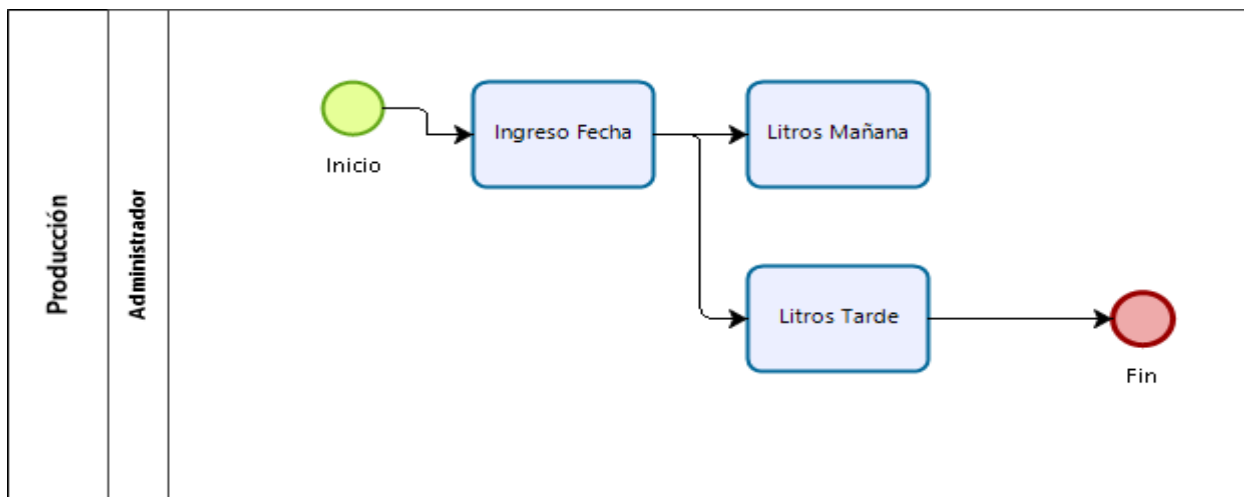 Producción
Administrador
Inicio
Ingreso Fecha
Litros Mañana
Litros Tarde
Fin